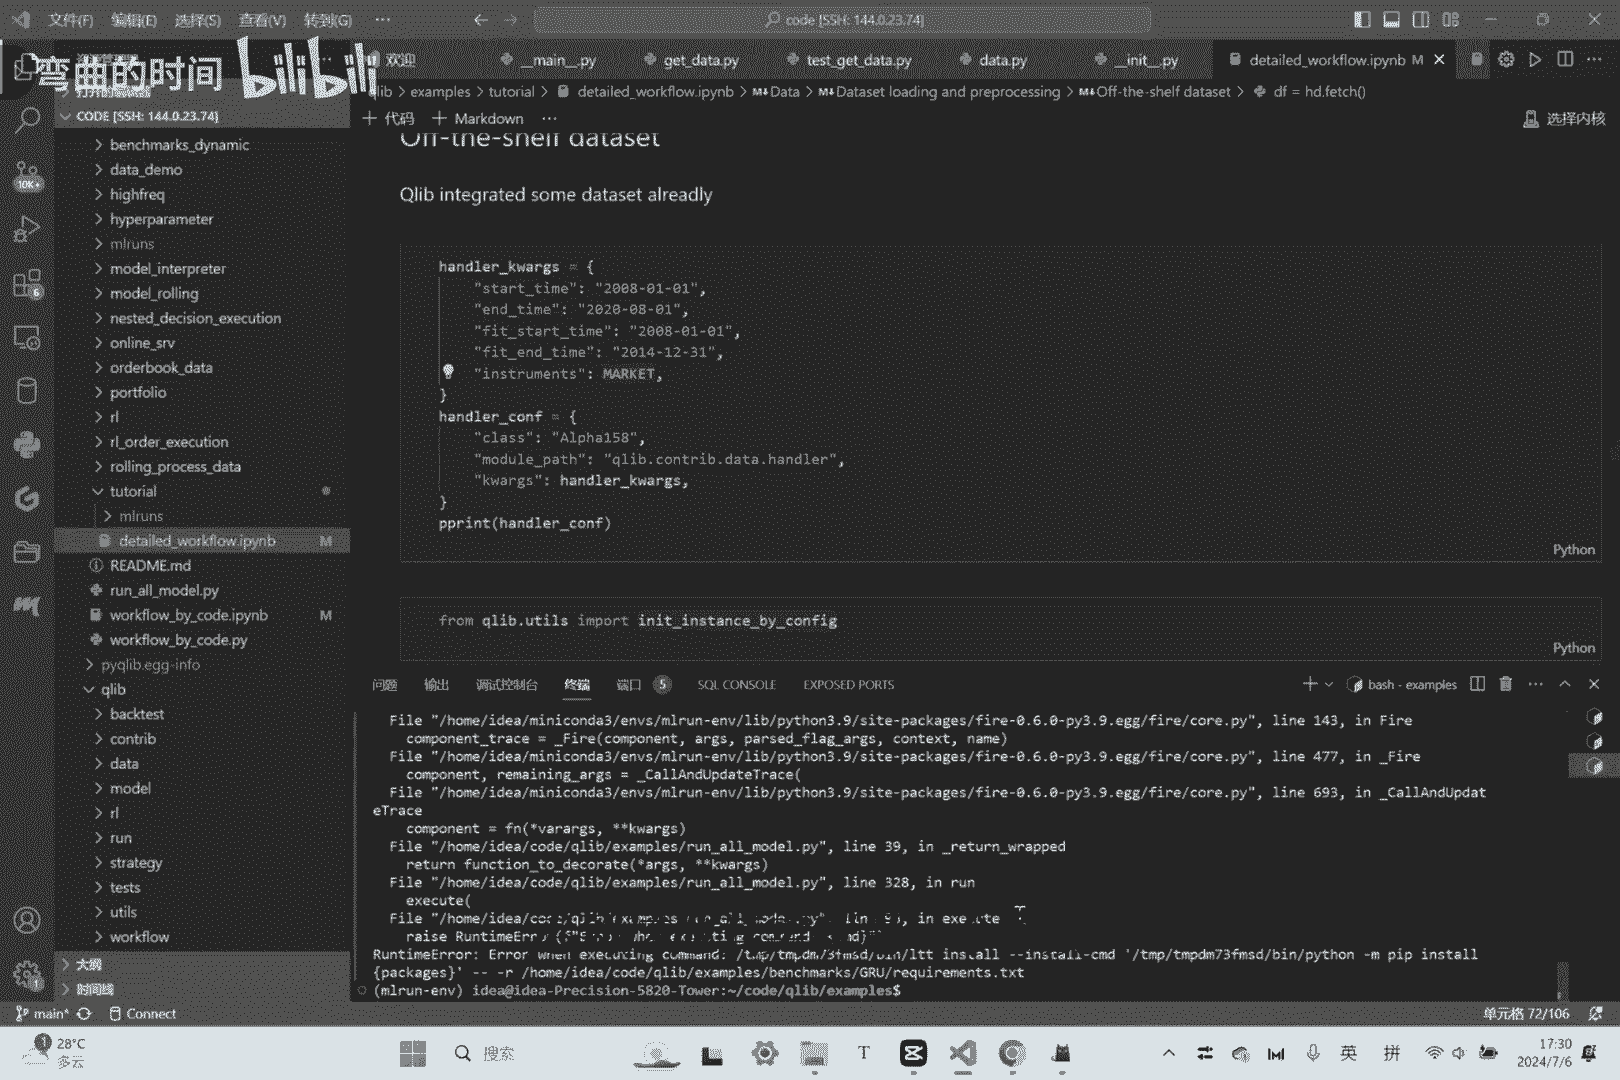 文件(F) 编辑(E) 选择(S) 查看(V) 转到(G) ···
code [SSH: 144.0.23.74]
弯曲的时间 bilibili
欢迎 __main__.py get_data.py test_get_data.py data.py __init__.py detailed_workflow.ipynb M
qlib > examples > tutorial > detailed_workflow.ipynb > M↓Data > M↓Dataset loading and preprocessing > M↓Off-the-shelf dataset > df = hd.fetch()
CODE [SSH: 144.0.23.74]
+ 代码 + Markdown ···
选择内核
benchmarks_dynamic
data_demo
highfreq
hyperparameter
mlruns
model_interpreter
model_rolling
nested_decision_execution
online_srv
orderbook_data
portfolio
rl
rl_order_execution
rolling_process_data
tutorial
mlruns
detailed_workflow.ipynb M
README.md
run_all_model.py
workflow_by_code.ipynb M
workflow_by_code.py
pyqlib.egg-info
qlib
backtest
contrib
data
model
rl
run
strategy
tests
utils
workflow
大纲
时间线
10K+
6
1
Off-the-shelf dataset
Qlib integrated some dataset alreadly
handler_kwargs = {
"start_time": "2008-01-01",
"end_time": "2020-08-01",
"fit_start_time": "2008-01-01",
"fit_end_time": "2014-12-31",
"instruments": MARKET,
}
handler_conf = {
"class": "Alpha158",
"module_path": "qlib.contrib.data.handler",
"kwargs": handler_kwargs,
}
pprint(handler_conf)
Python
from qlib.utils import init_instance_by_config
Python
问题 输出 调试控制台 终端 端口 5 SQL CONSOLE EXPOSED PORTS
bash - examples
File "/home/idea/miniconda3/envs/mlrun-env/lib/python3.9/site-packages/fire-0.6.0-py3.9.egg/fire/core.py", line 143, in Fire
component_trace = _Fire(component, args, parsed_flag_args, context, name)
File "/home/idea/miniconda3/envs/mlrun-env/lib/python3.9/site-packages/fire-0.6.0-py3.9.egg/fire/core.py", line 477, in _Fire
component, remaining_args = _CallAndUpdateTrace(
File "/home/idea/miniconda3/envs/mlrun-env/lib/python3.9/site-packages/fire-0.6.0-py3.9.egg/fire/core.py", line 693, in _CallAndUpdat
eTrace
component = fn(*varargs, **kwargs)
File "/home/idea/code/qlib/examples/run_all_model.py", line 39, in _return_wrapped
return function_to_decorate(*args, **kwargs)
File "/home/idea/code/qlib/examples/run_all_model.py", line 328, in run
execute(
File in execute
raise
RuntimeError: Error when executing command: /bin/ltt install --install-cmd '/tmp/tmpdm73fmsd/bin/python -m pip install
{packages}' -- -r /home/idea/code/qlib/examples/benchmarks/GRU/requirements.txt
(mlrun-env) idea@idea-Precision-5820-Tower:~/code/qlib/examples$
main* Connect
单元格 72/106
1
28°C
多云
搜索
英 拼
17:30
2024/7/6